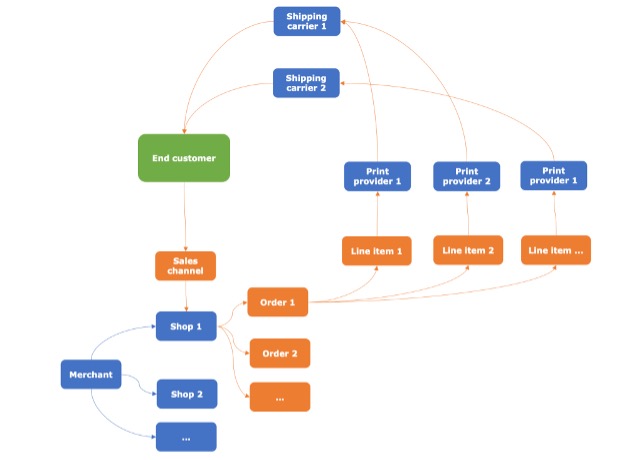 Shipping
carrier 1
Shipping
carrier 2
End customer
Print
provider 1
Print
provider 2
Print
provider 1
Line item 1
Line item 2
Line item ...
Sales
channel
Order 1
Shop 1
Order 2
Merchant
Shop 2
...
...